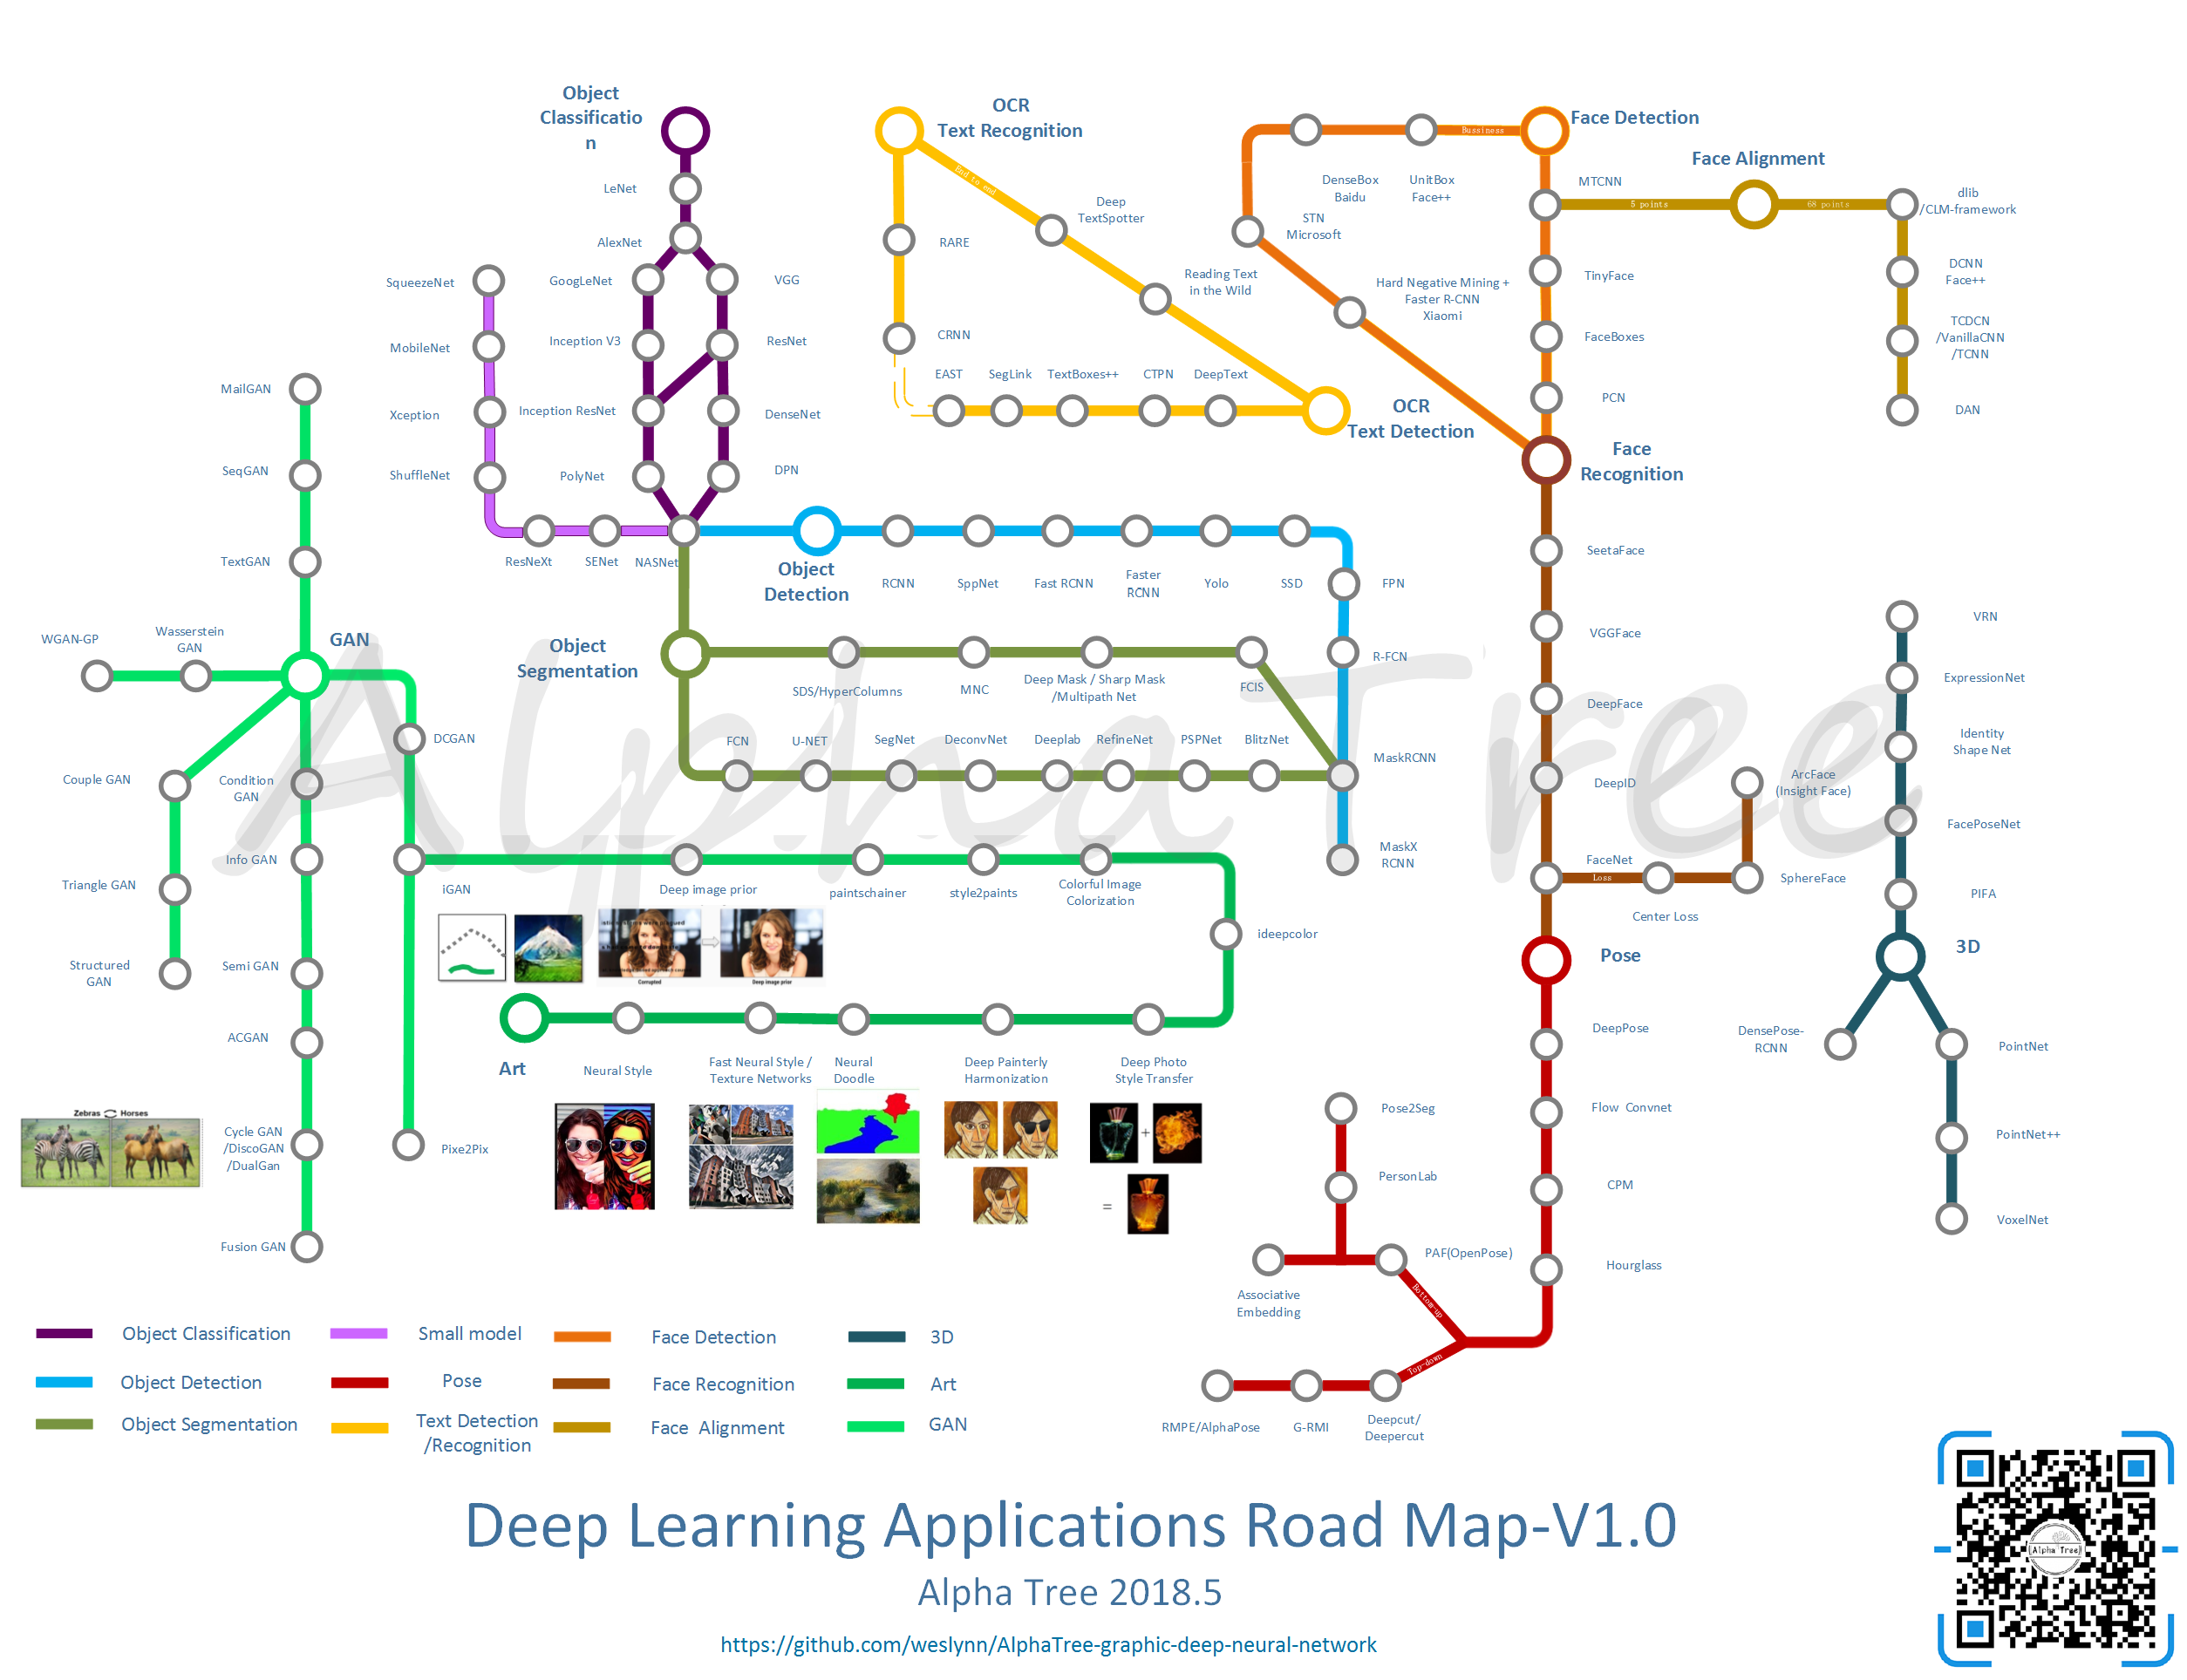 Object
Classificatio
n
LeNet
AlexNet
GoogLeNet
VGG
Inception V3
ResNet
Inception ResNet
DenseNet
PolyNet
DPN
SqueezeNet
MobileNet
Xception
ShuffleNet
ResNeXt
SENet
NASNet
OCR
Text Recognition
End to end
Deep
TextSpotter
RARE
Reading Text
in the Wild
CRNN
EAST
SegLink
TextBoxes++
CTPN
DeepText
OCR
Text Detection
Face Detection
Bussiness
DenseBox
Baidu
UnitBox
Face++
STN
Microsoft
Hard Negative Mining +
Faster R-CNN
Xiaomi
MTCNN
TinyFace
FaceBoxes
PCN
Face Alignment
5 points
68 points
dlib
/CLM-framework
DCNN
Face++
TCDCN
/VanillaCNN
/TCNN
DAN
Face
Recognition
SeetaFace
VGGFace
DeepFace
DeepID
FaceNet
Loss
Center Loss
SphereFace
ArcFace
(Insight Face)
Object
Detection
RCNN
SppNet
Fast RCNN
Faster
RCNN
Yolo
SSD
FPN
R-FCN
MaskRCNN
MaskX
RCNN
Object
Segmentation
SDS/HyperColumns
MNC
Deep Mask / Sharp Mask
/Multipath Net
FCIS
FCN
U-NET
SegNet
DeconvNet
Deeplab
RefineNet
PSPNet
BlitzNet
AlphaTree
MailGAN
SeqGAN
TextGAN
GAN
WGAN-GP
Wasserstein
GAN
DCGAN
Couple GAN
Condition
GAN
Triangle GAN
Info GAN
Structured
GAN
Semi GAN
ACGAN
Cycle GAN
/DiscoGAN
/DualGan
Fusion GAN
Zebras Horses
iGAN
Pixe2Pix
Deep image prior
paintschainer
style2paints
Colorful Image
Colorization
ideepcolor
Corrupted
Deep image prior
Art
Neural Style
Fast Neural Style /
Texture Networks
Neural
Doodle
Deep Painterly
Harmonization
Deep Photo
Style Transfer
+
=
Pose
DeepPose
Flow Convnet
CPM
Hourglass
Pose2Seg
PersonLab
PAF(OpenPose)
Associative
Embedding
Bottom-up
Top-down
RMPE/AlphaPose
G-RMI
Deepcut/
Deepercut
VRN
ExpressionNet
Identity
Shape Net
FacePoseNet
PIFA
3D
DensePose-
RCNN
PointNet
PointNet++
VoxelNet
Object Classification
Small model
Face Detection
3D
Object Detection
Pose
Face Recognition
Art
Object Segmentation
Text Detection
/Recognition
Face Alignment
GAN
Deep Learning Applications Road Map-V1.0
Alpha Tree 2018.5
https://github.com/weslynn/AlphaTree-graphic-deep-neural-network
Alpha Tree